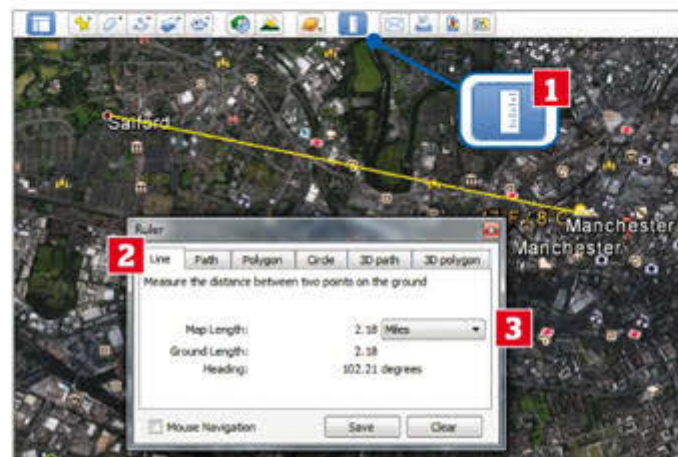 1
Salford
Manchester
Manchester
Ruler
2
Line Path Polygon Circle 3D path 3D polygon
Measure the distance between two points on the ground
Map Length: 2.18 Miles
3
Ground Length: 2.18
Heading: 102.21 degrees
Mouse Navigation Save Clear